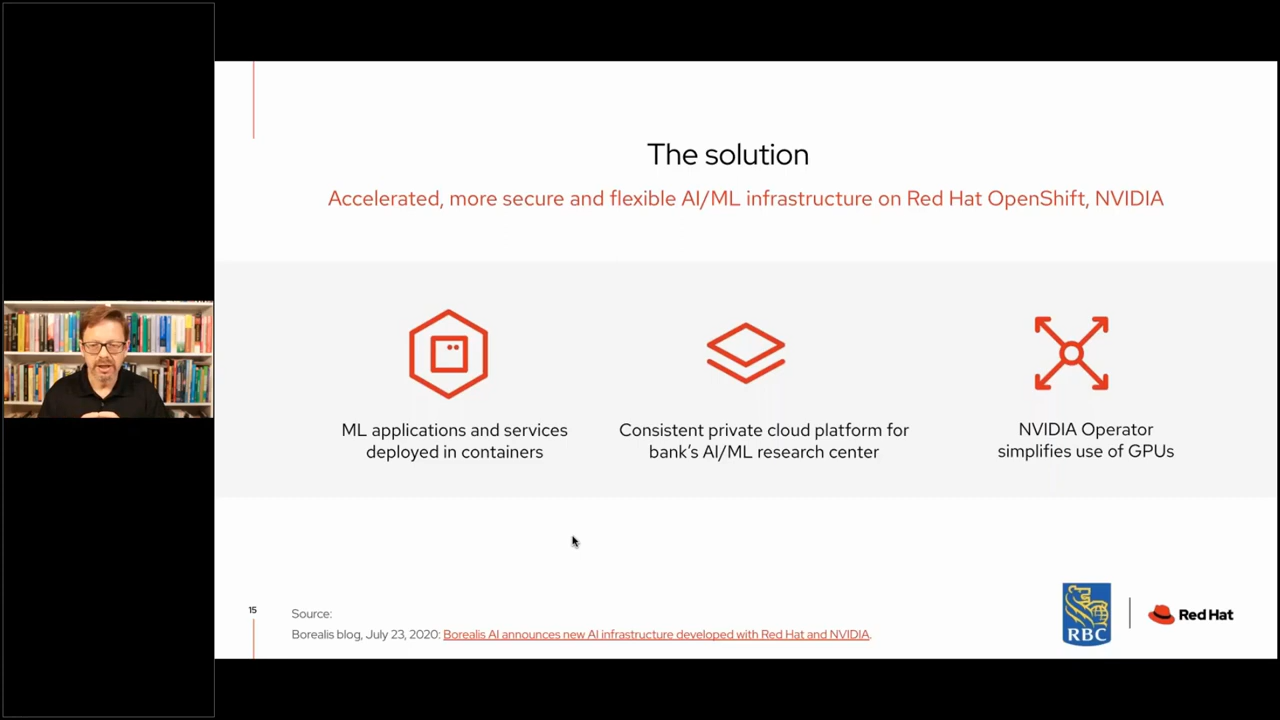 The solution
Accelerated, more secure and flexible AI/ML infrastructure on Red Hat OpenShift, NVIDIA
ML applications and services
deployed in containers
Consistent private cloud platform for
bank's AI/ML research center
NVIDIA Operator
simplifies use of GPUs
15
Source:
Borealis blog, July 23, 2020: Borealis AI announces new AI infrastructure developed with Red Hat and NVIDIA.
RBC
Red Hat